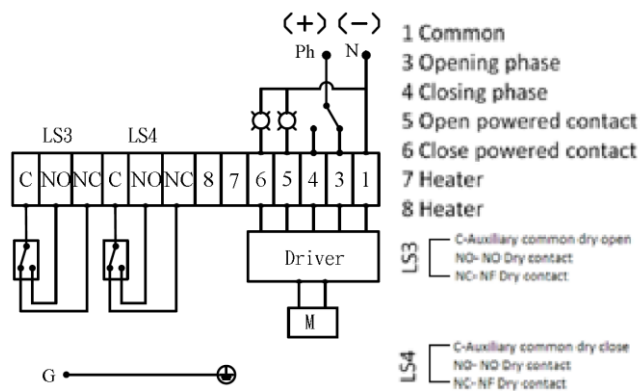 (+) (−)
Ph N
LS3 LS4
C NO NC C NO NC 8 7 6 5 4 3 1
Driver
M
G
1 Common
3 Opening phase
4 Closing phase
5 Open powered contact
6 Close powered contact
7 Heater
8 Heater
LS3
C-Auxiliary common dry open
NO- NO Dry contact
NC- NF Dry contact
LS4
C-Auxiliary common dry close
NO- NO Dry contact
NC- NF Dry contact